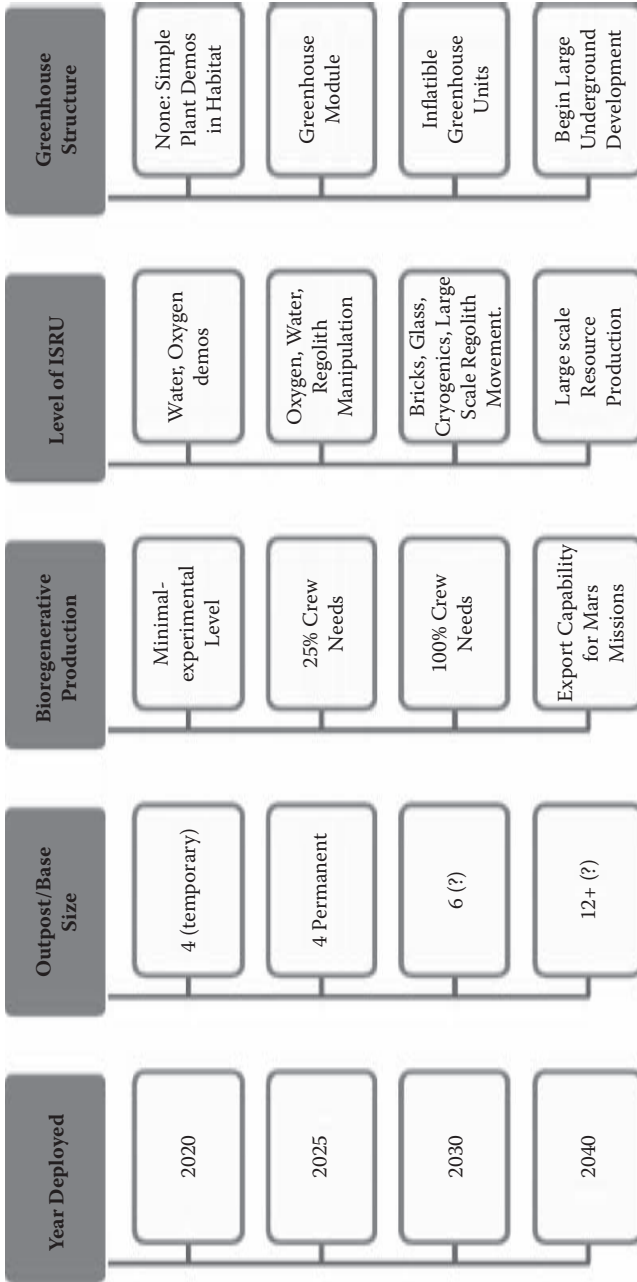 Year Deployed
2020
2025
2030
2040
Outpost/Base
Size
4 (temporary)
4 Permanent
6 (?)
12+ (?)
Bioregenerative
Production
Minimal-
experimental
Level
25% Crew
Needs
100% Crew
Needs
Export Capability
for Mars
Missions
Level of ISRU
Water, Oxygen
demos
Oxygen, Water,
Regolith
Manipulation
Bricks, Glass,
Cryogenics, Large
Scale Regolith
Movement.
Large scale
Resource
Production
Greenhouse
Structure
None: Simple
Plant Demos
in Habitat
Greenhouse
Module
Inflatible
Greenhouse
Units
Begin Large
Underground
Development